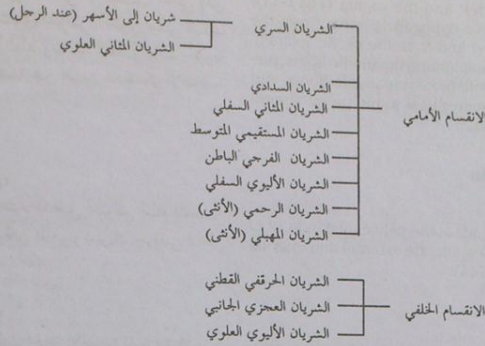 الشريان السري
شريان إلى الأسهر (عند الرجل)
الشريان المثاني العلوي
الانقسام الأمامي
الشريان السدادي
الشريان المثاني السفلي
الشريان المستقيمي المتوسط
الشريان الفرجي الباطن
الشريان الأليوي السفلي
الشريان الرحمي (الأنثى)
الشريان المهبلي (الأنثى)
الانقسام الخلفي
الشريان الحرقفي القطني
الشريان العجزي الجانبي
الشريان الأليوي العلوي